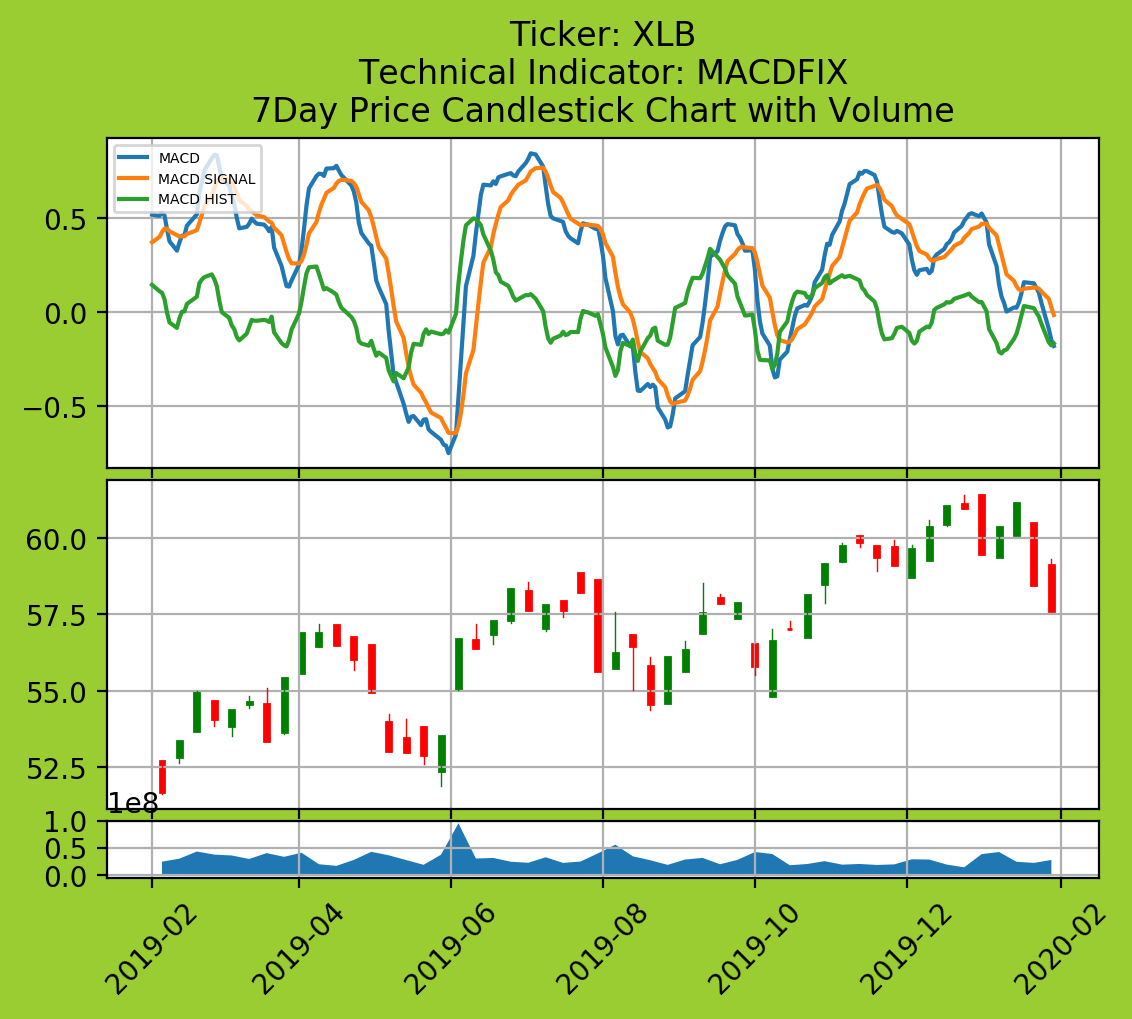 Ticker: XLB
Technical Indicator: MACDFIX
7Day Price Candlestick Chart with Volume
MACD
MACD SIGNAL
MACD HIST
0.5
0.0
−0.5
60.0
57.5
55.0
52.5
1e8
1.0
0.5
0.0
2019-02
2019-04
2019-06
2019-08
2019-10
2019-12
2020-02